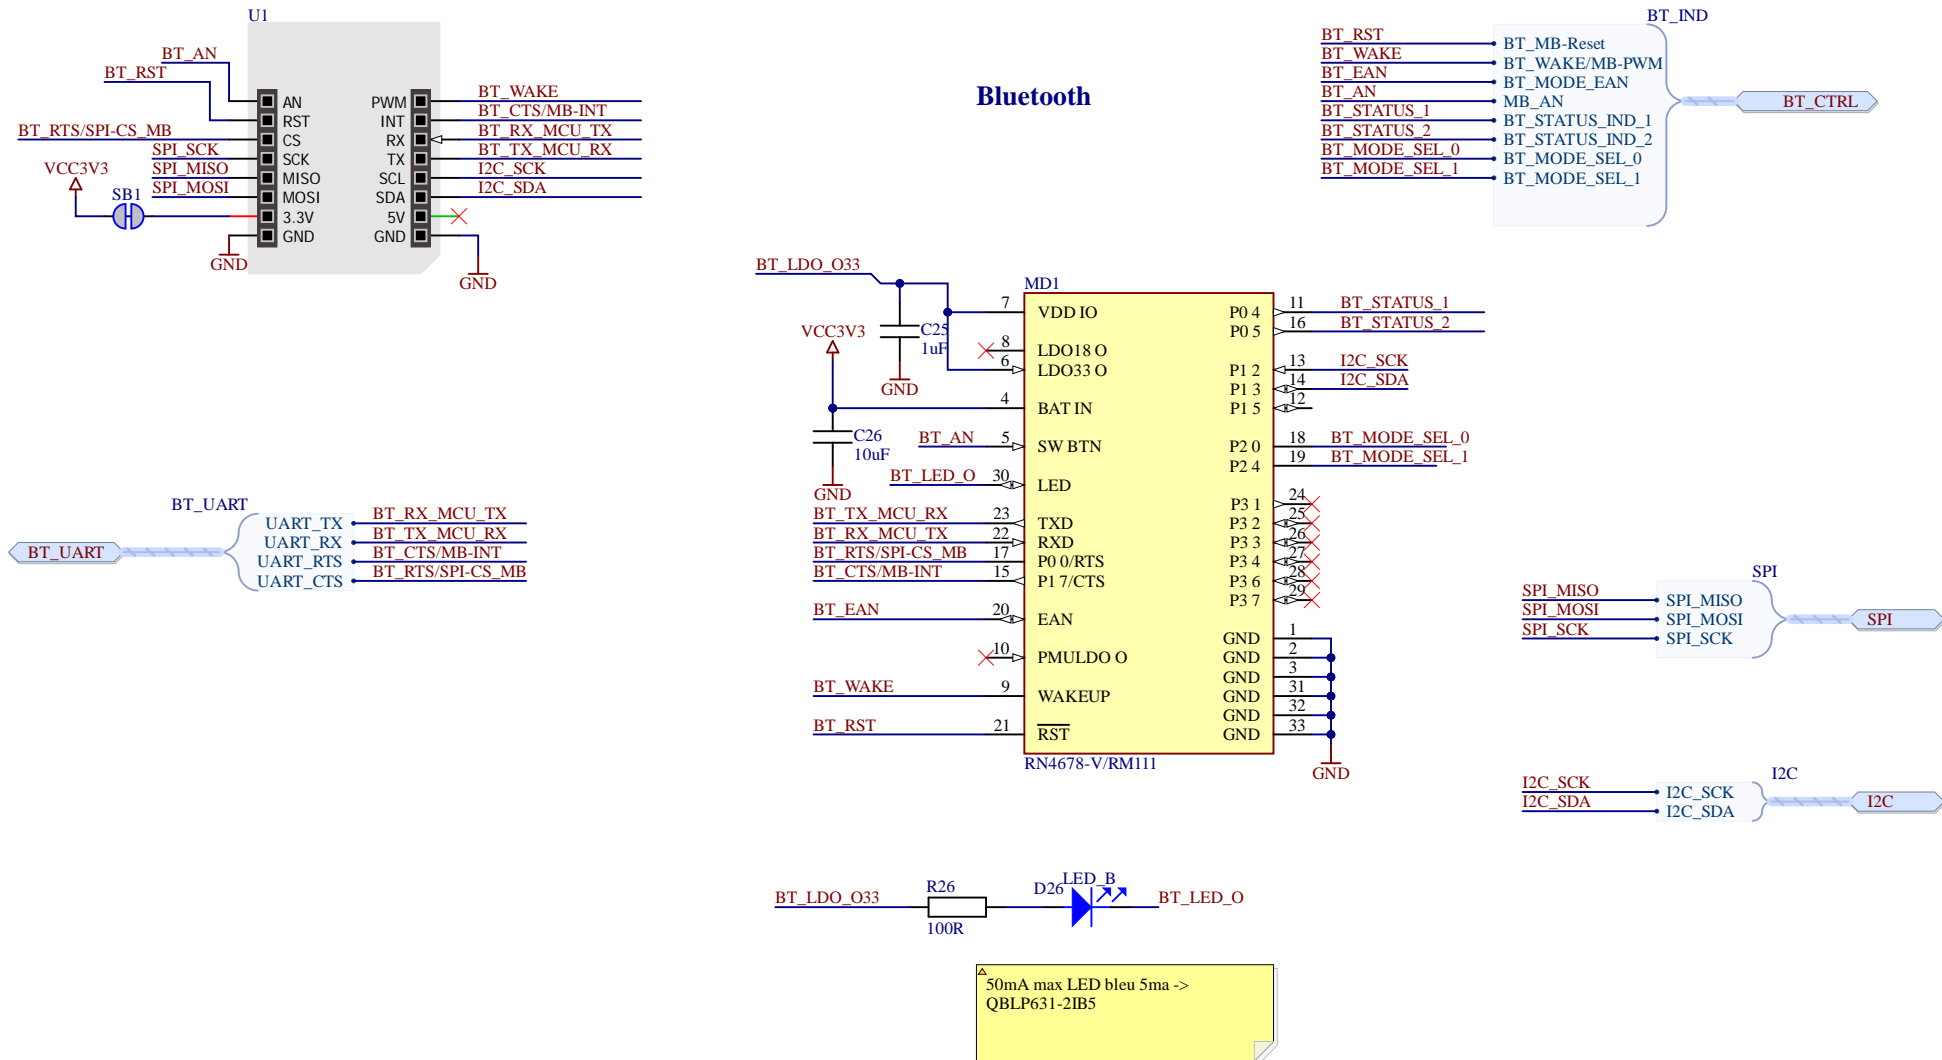 U1
BT_AN
BT_RST
BT_RTS/SPI-CS_MB
SPI_SCK
SPI_MISO
SPI_MOSI
VCC3V3
SB1
GND
AN
RST
CS
SCK
MISO
MOSI
3.3V
GND
PWM
INT
RX
TX
SCL
SDA
5V
GND
BT_WAKE
BT_CTS/MB-INT
BT_RX_MCU_TX
BT_TX_MCU_RX
I2C_SCK
I2C_SDA
GND
Bluetooth
BT_IND
BT_RST
BT_WAKE
BT_EAN
BT_AN
BT_STATUS_1
BT_STATUS_2
BT_MODE_SEL_0
BT_MODE_SEL_1
BT_MB-Reset
BT_WAKE/MB-PWM
BT_MODE_EAN
MB_AN
BT_STATUS_IND_1
BT_STATUS_IND_2
BT_MODE_SEL_0
BT_MODE_SEL_1
BT_CTRL
BT_LDO_O33
VCC3V3
C25
1uF
GND
C26
10uF
GND
BT_AN
BT_LED_O
BT_TX_MCU_RX
BT_RX_MCU_TX
BT_RTS/SPI-CS_MB
BT_CTS/MB-INT
BT_EAN
BT_WAKE
BT_RST
MD1
7 VDD IO
8 LDO18 O
6 LDO33 O
4 BAT IN
5 SW BTN
30 LED
23 TXD
22 RXD
17 P0 0/RTS
15 P1 7/CTS
20 EAN
10 PMULDO O
9 WAKEUP
21 RST
P0 4 11 BT_STATUS_1
P0 5 16 BT_STATUS_2
P1 2 13 I2C_SCK
P1 3 14 I2C_SDA
P1 5 12
P2 0 18 BT_MODE_SEL_0
P2 4 19 BT_MODE_SEL_1
P3 1 24
P3 2 25
P3 3 26
P3 4 27
P3 6 28
P3 7 29
GND 1
GND 2
GND 3
GND 31
GND 32
GND 33
GND
RN4678-V/RM111
BT_UART
BT_UART
UART_TX BT_RX_MCU_TX
UART_RX BT_TX_MCU_RX
UART_RTS BT_CTS/MB-INT
UART_CTS BT_RTS/SPI-CS_MB
SPI
SPI_MISO SPI_MISO
SPI_MOSI SPI_MOSI
SPI_SCK SPI_SCK
SPI
I2C
I2C_SCK I2C_SCK
I2C_SDA I2C_SDA
I2C
BT_LDO_O33
R26
100R
D26
LED_B
BT_LED_O
50mA max LED bleu 5ma ->
QBLP631-2IB5